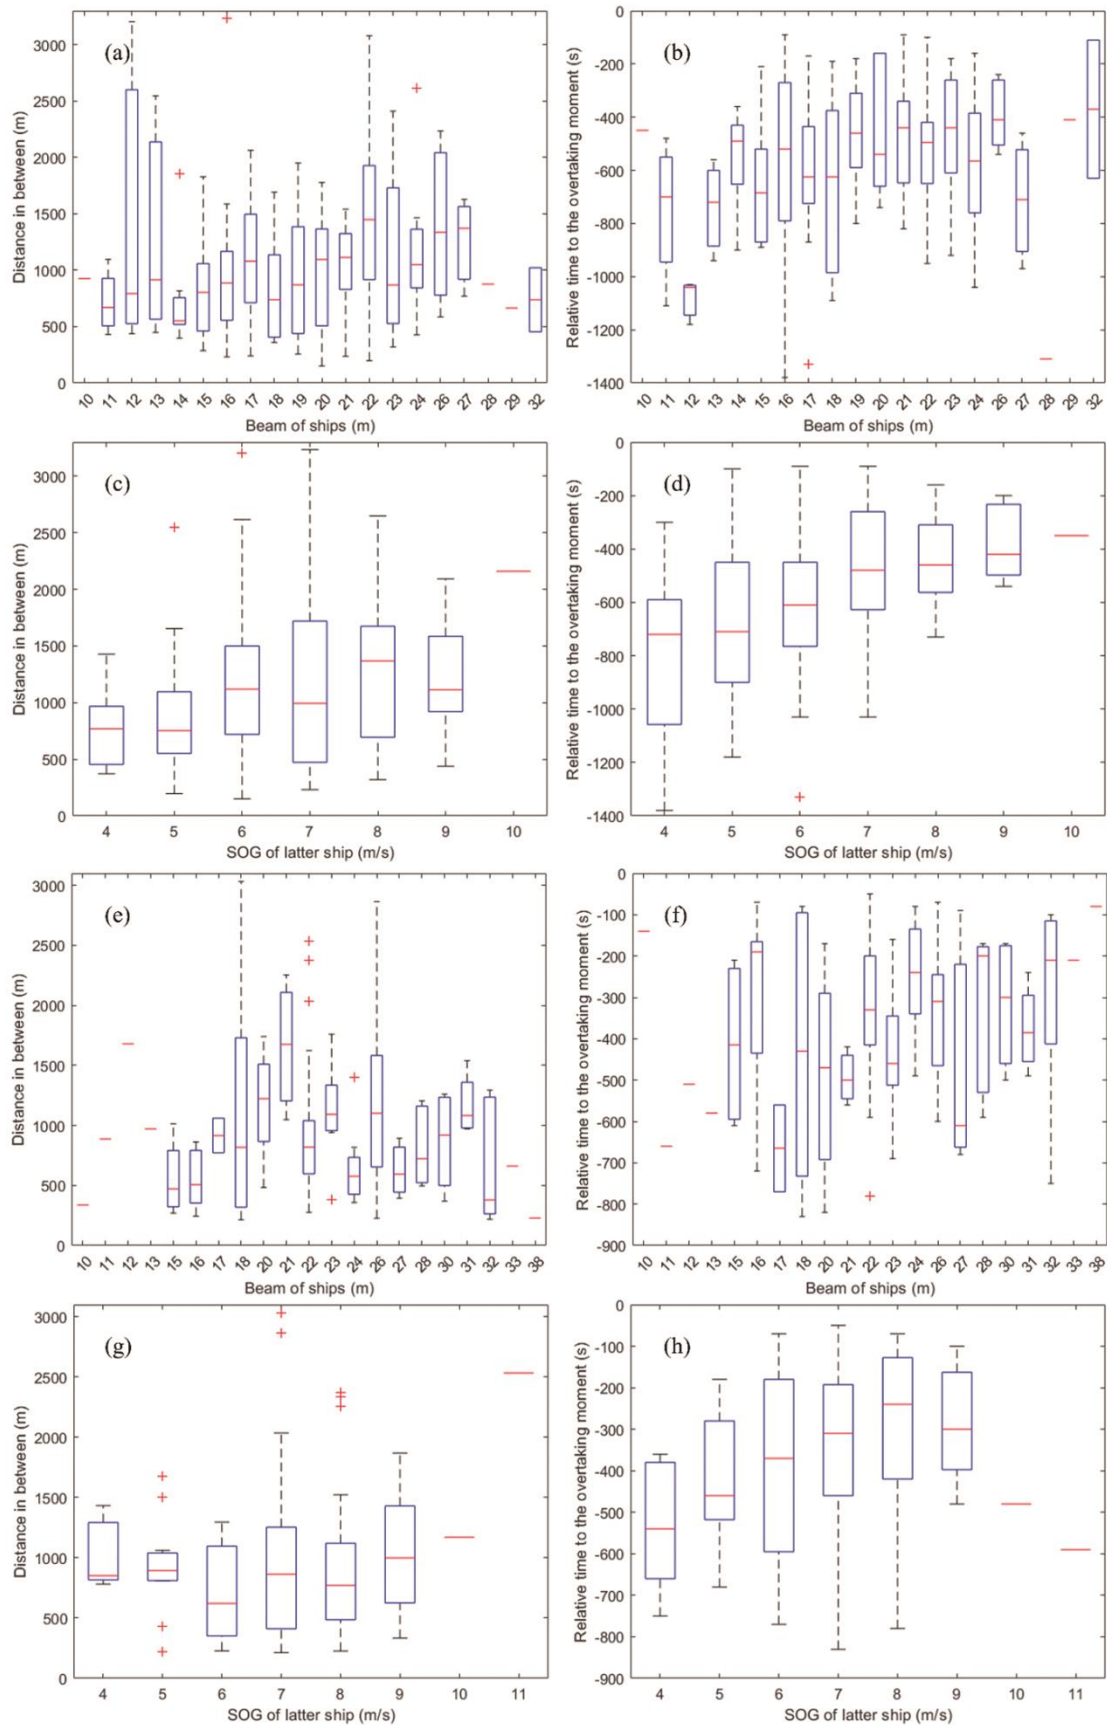 (a)
Distance in between (m)
3000
2500
2000
1500
1000
500
0
10 11 12 13 14 15 16 17 18 19 20 21 22 23 24 26 27 28 29 32
Beam of ships (m)
(b)
Relative time to the overtaking moment (s)
0
-200
-400
-600
-800
-1000
-1200
-1400
10 11 12 13 14 15 16 17 18 19 20 21 22 23 24 26 27 28 29 32
Beam of ships (m)
(c)
Distance in between (m)
3000
2500
2000
1500
1000
500
0
4 5 6 7 8 9 10
SOG of latter ship (m/s)
(d)
Relative time to the overtaking moment (s)
0
-200
-400
-600
-800
-1000
-1200
-1400
4 5 6 7 8 9 10
SOG of latter ship (m/s)
(e)
Distance in between (m)
3000
2500
2000
1500
1000
500
0
10 11 12 13 15 16 17 18 20 21 22 23 24 26 27 28 30 31 32 33 38
Beam of ships (m)
(f)
Relative time to the overtaking moment (s)
0
-100
-200
-300
-400
-500
-600
-700
-800
-900
10 11 12 13 15 16 17 18 20 21 22 23 24 26 27 28 30 31 32 33 38
Beam of ships (m)
(g)
Distance in between (m)
3000
2500
2000
1500
1000
500
0
4 5 6 7 8 9 10 11
SOG of latter ship (m/s)
(h)
Relative time to the overtaking moment (s)
0
-100
-200
-300
-400
-500
-600
-700
-800
-900
4 5 6 7 8 9 10 11
SOG of latter ship (m/s)